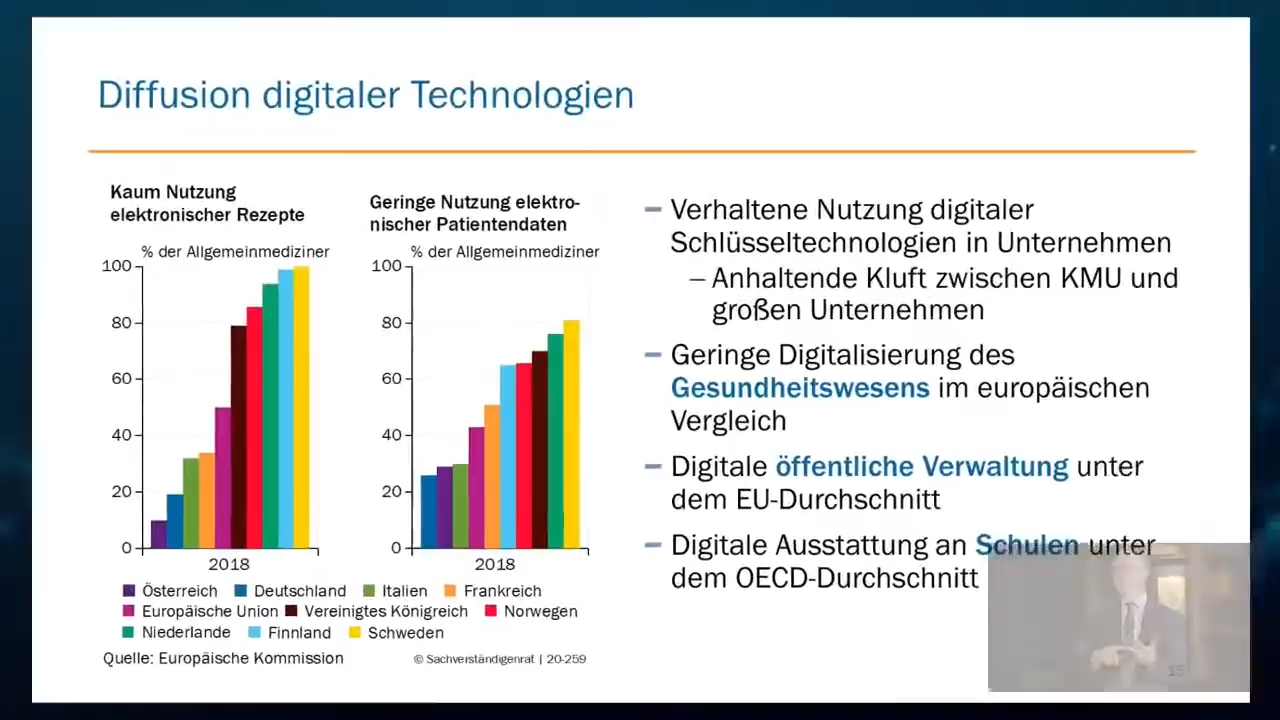 Diffusion digitaler Technologien
Kaum Nutzung
elektronischer Rezepte
% der Allgemeinmediziner
100
80
60
40
20
0
2018
Geringe Nutzung elektro-
nischer Patientendaten
% der Allgemeinmediziner
100
80
60
40
20
0
2018
Österreich Deutschland Italien Frankreich
Europäische Union Vereinigtes Königreich Norwegen
Niederlande Finnland Schweden
Quelle: Europäische Kommission
© Sachverständigenrat | 20-259
– Verhaltene Nutzung digitaler
Schlüsseltechnologien in Unternehmen
– Anhaltende Kluft zwischen KMU und
großen Unternehmen
– Geringe Digitalisierung des
Gesundheitswesens im europäischen
Vergleich
– Digitale öffentliche Verwaltung unter
dem EU-Durchschnitt
– Digitale Ausstattung an Schulen unter
dem OECD-Durchschnitt
15